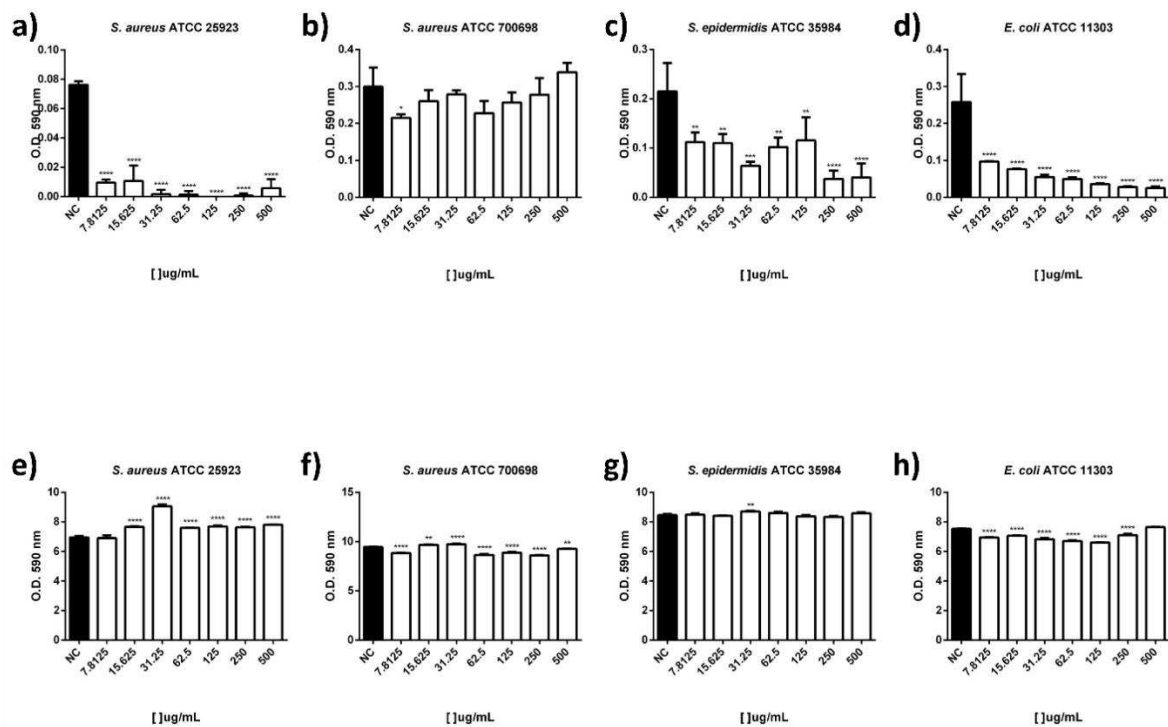 a)
S. aureus ATCC 25923
O.D. 590 nm
0.10
0.08
0.06
0.04
0.02
0.00
**** **** **** **** **** **** ****
NC 7.8125 15.625 31.25 62.5 125 250 500
[ ]ug/mL
b)
S. aureus ATCC 700698
O.D. 590 nm
0.4
0.3
0.2
0.1
0.0
*
NC 7.8125 15.625 31.25 62.5 125 250 500
[ ]ug/mL
c)
S. epidermidis ATCC 35984
O.D. 590 nm
0.3
0.2
0.1
0.0
** ** *** ** ** **** ****
NC 7.8125 15.625 31.25 62.5 125 250 500
[ ]ug/mL
d)
E. coli ATCC 11303
O.D. 590 nm
0.4
0.3
0.2
0.1
0.0
**** **** **** **** **** **** ****
NC 7.8125 15.625 31.25 62.5 125 250 500
[ ]ug/mL
e)
S. aureus ATCC 25923
O.D. 590 nm
10
8
6
4
2
0
**** **** **** **** **** ****
NC 7.8125 15.625 31.25 62.5 125 250 500
[ ]ug/mL
f)
S. aureus ATCC 700698
O.D. 590 nm
15
10
5
0
**** ** **** **** **** **** **
NC 7.8125 15.625 31.25 62.5 125 250 500
[ ]ug/mL
g)
S. epidermidis ATCC 35984
O.D. 590 nm
10
8
6
4
2
0
**
NC 7.8125 15.625 31.25 62.5 125 250 500
[ ]ug/mL
h)
E. coli ATCC 11303
O.D. 590 nm
10
8
6
4
2
0
**** **** **** **** **** ****
NC 7.8125 15.625 31.25 62.5 125 250 500
[ ]ug/mL